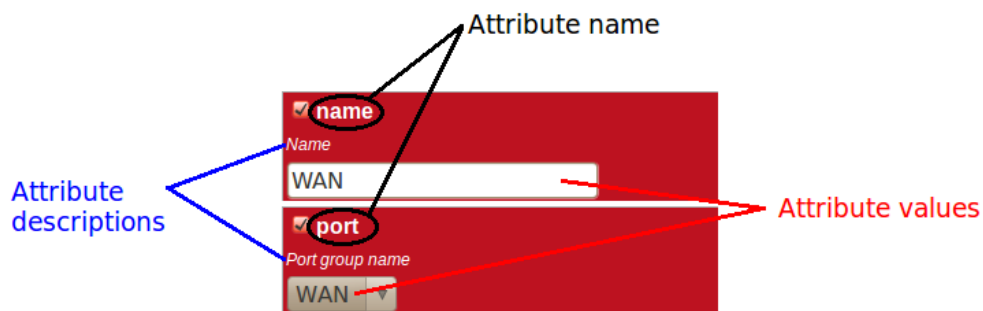 Attribute name
name
Name
WAN
Attribute
descriptions
Attribute values
port
Port group name
WAN